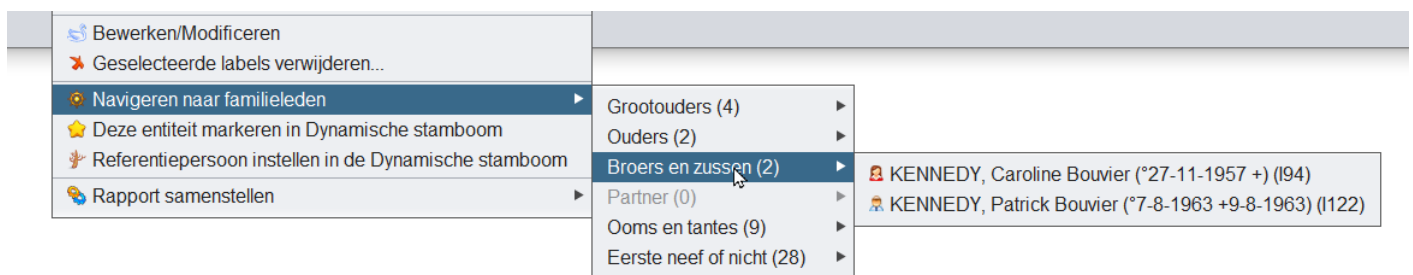 Bewerken/Modificeren
Geselecteerde labels verwijderen...
Navigeren naar familieleden
Deze entiteit markeren in Dynamische stamboom
Referentiepersoon instellen in de Dynamische stamboom
Rapport samenstellen
Grootouders (4)
Ouders (2)
Broers en zussen (2)
Partner (0)
Ooms en tantes (9)
Eerste neef of nicht (28)
KENNEDY, Caroline Bouvier (°27-11-1957 +) (I94)
KENNEDY, Patrick Bouvier (°7-8-1963 +9-8-1963) (I122)